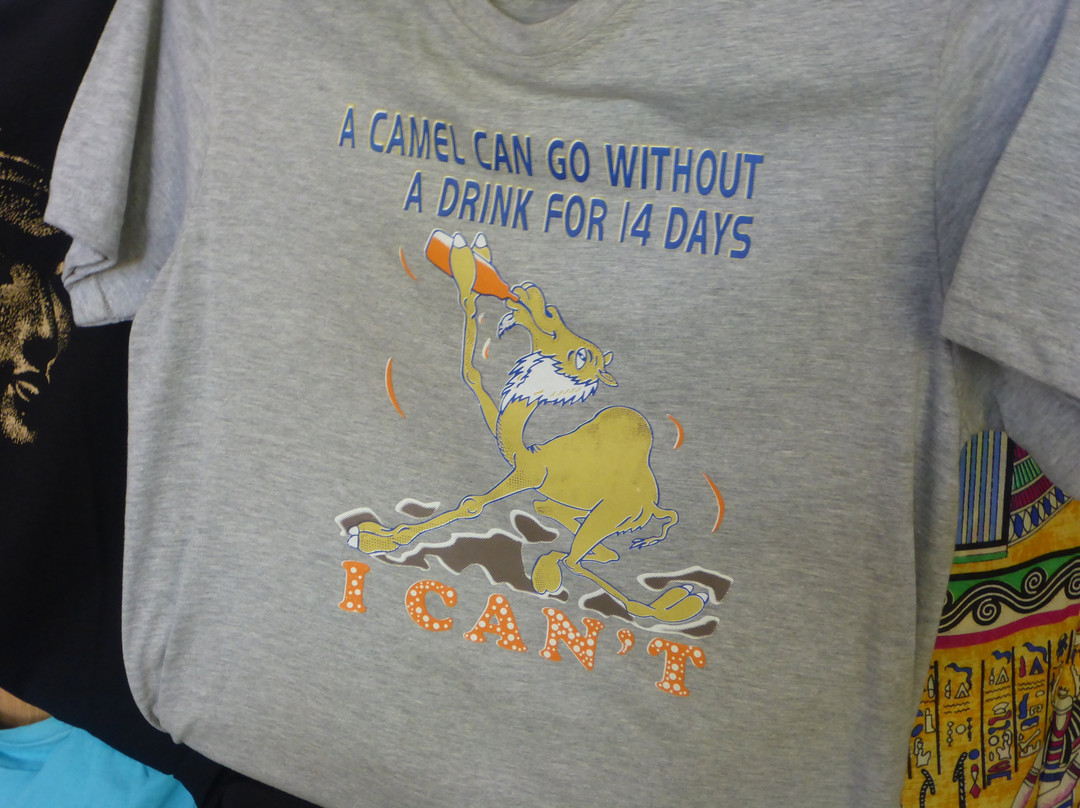 A CAMEL CAN GO WITHOUT
A DRINK FOR 14 DAYS
I CAN'T